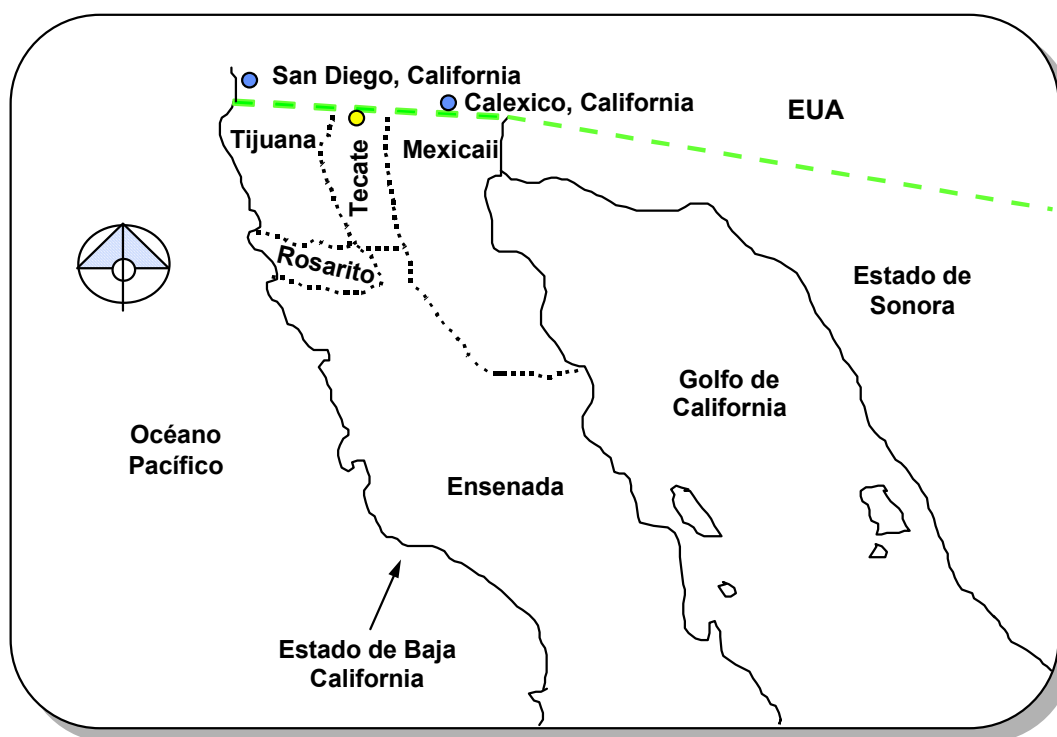 San Diego, California
Calexico, California
EUA
Tijuana
Tecate
Mexicaii
Rosarito
Estado de
Sonora
Golfo de
California
Océano
Pacífico
Ensenada
Estado de Baja
California